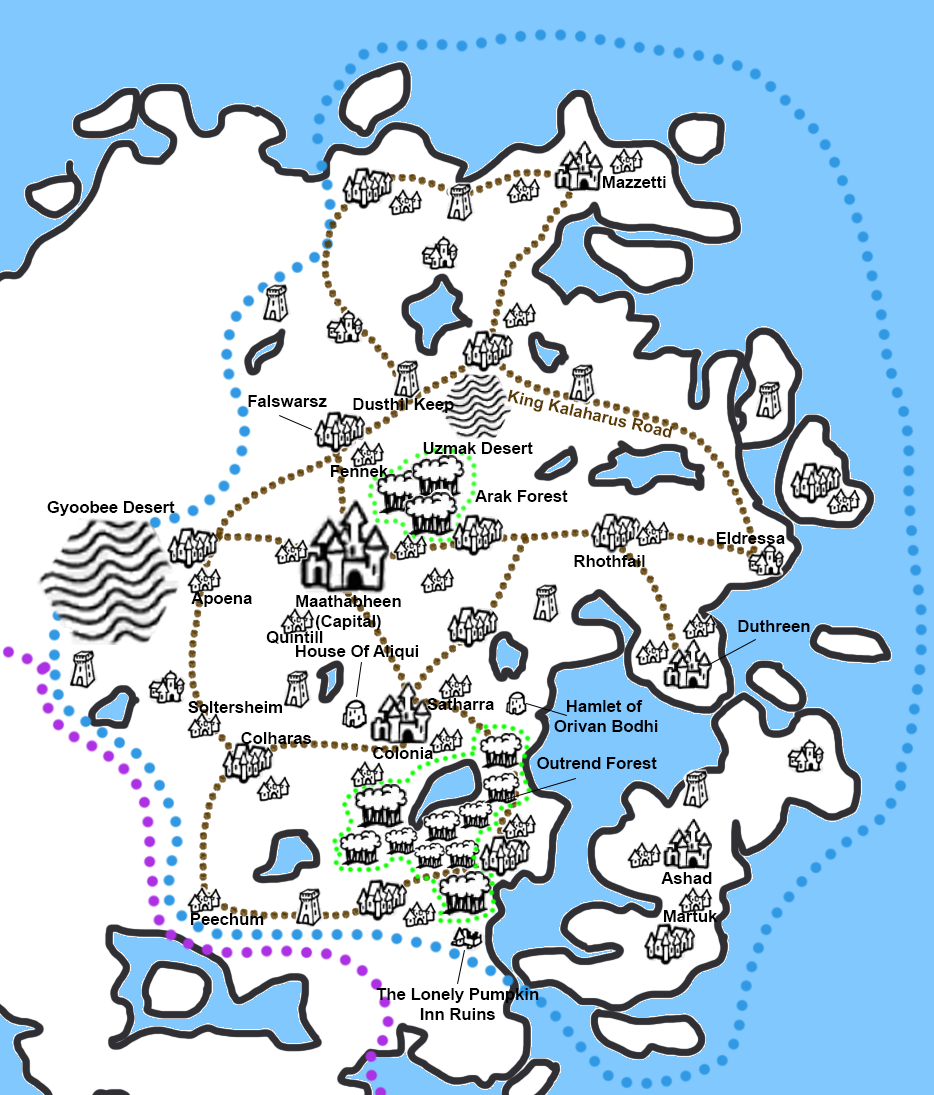 Mazzetti
Falswarsz
Dusthil Keep
King Kalaharus Road
Uzmak Desert
Fennek
Arak Forest
Gyoobee Desert
Eldressa
Rhothfail
Apoena
Maathabheen
(Capital)
Quintill
House Of Aliqui
Duthreen
Soltersheim
Satharra
Hamlet of
Orivan Bodhi
Colharas
Colonia
Outrend Forest
Ashad
Martuk
Peechum
The Lonely Pumpkin
Inn Ruins